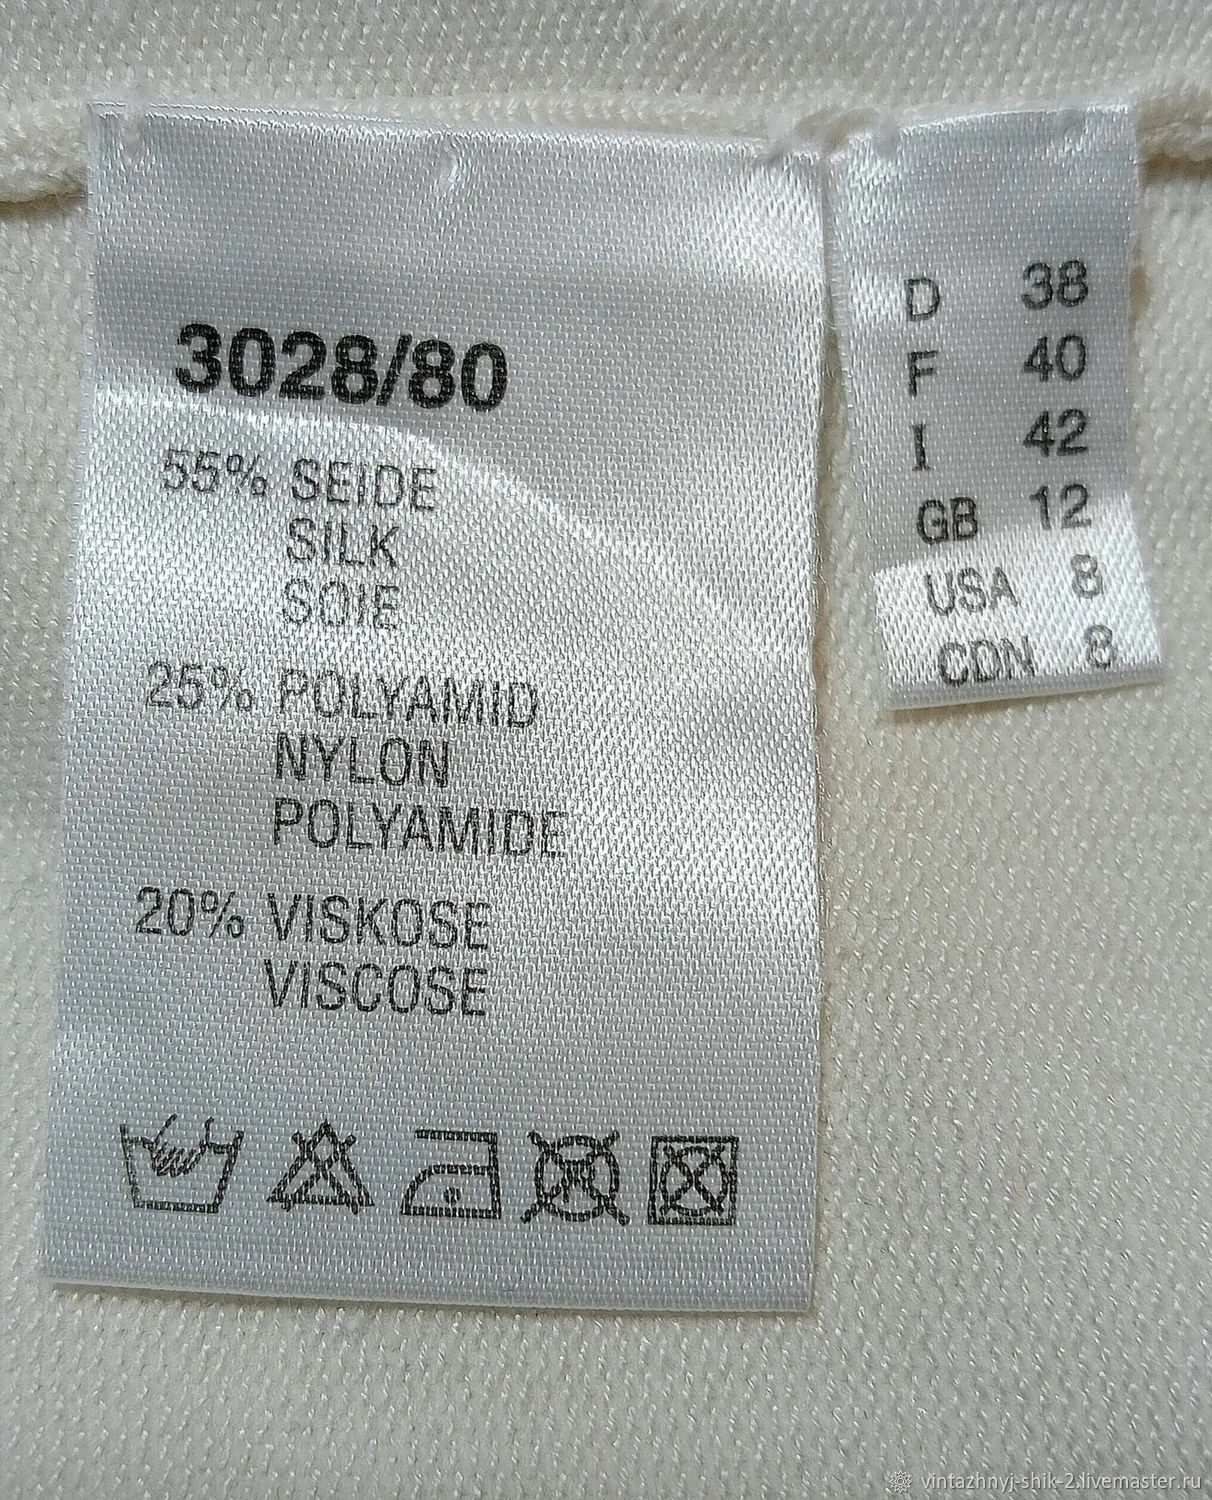 3028/80
55% SEIDE
SILK
SOIE
25% POLYAMID
NYLON
POLYAMIDE
20% VISKOSE
VISCOSE
D 38
F 40
I 42
GB 12
USA 8
CDN 8
vintazhnyj-shik-2.livemaster.ru